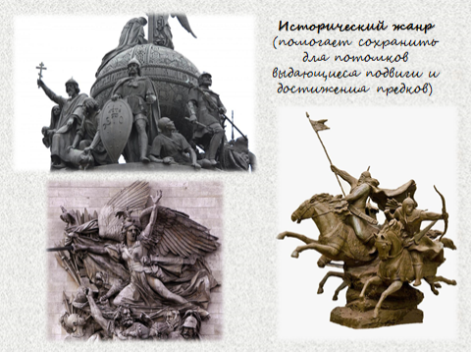 Исторический жанр
(помогает сохранить
для потомков
выдающиеся подвиги и
достижения предков)